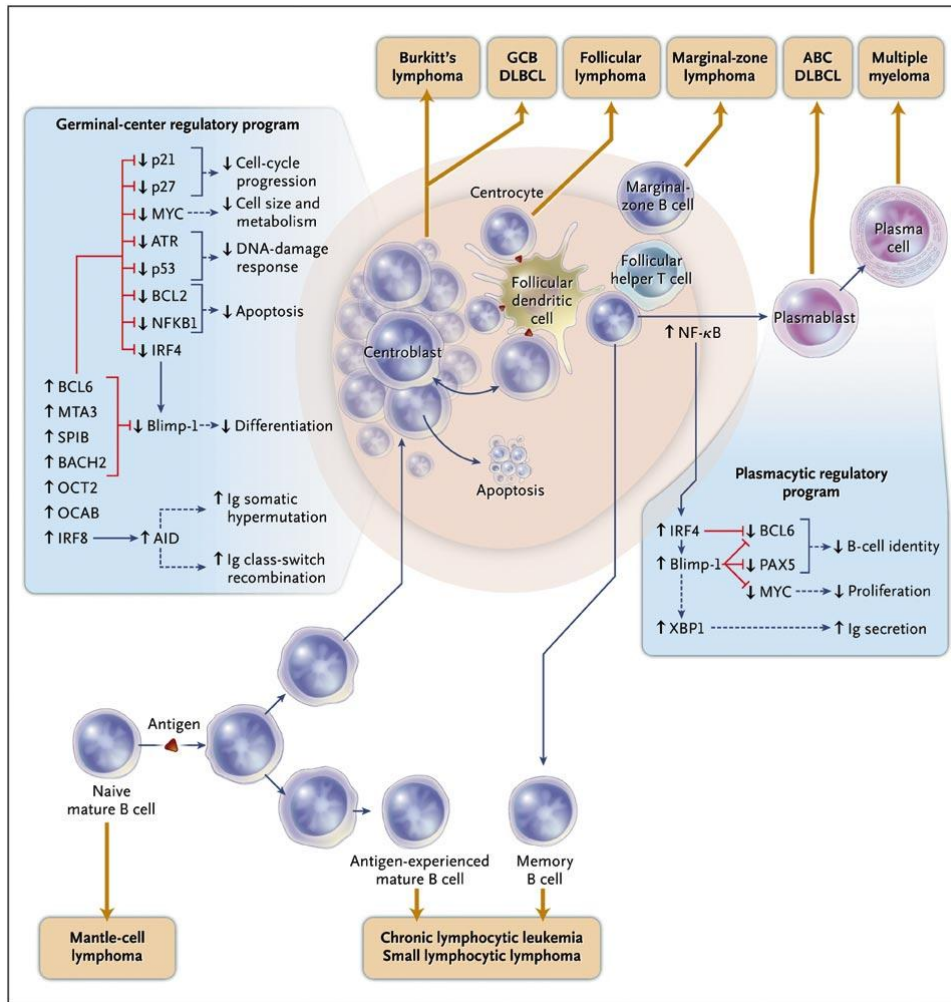 Burkitt's
lymphoma
GCB
DLBCL
Follicular
lymphoma
Marginal-zone
lymphoma
ABC
DLBCL
Multiple
myeloma
Germinal-center regulatory program
↓ p21
↓ p27
↓ Cell-cycle
progression
↓ MYC
↓ Cell size and
metabolism
↓ ATR
↓ p53
↓ DNA-damage
response
↓ BCL2
↓ NFKB1
↓ Apoptosis
↓ IRF4
↑ BCL6
↑ MTA3
↑ SPIB
↑ BACH2
↑ OCT2
↑ OCAB
↑ IRF8
↓ Blimp-1
↓ Differentiation
↑ AID
↑ Ig somatic
hypermutation
↑ Ig class-switch
recombination
Centrocyte
Marginal-
zone B cell
Follicular
helper T cell
Follicular
dendritic
cell
Centroblast
Apoptosis
↑ NF-κB
Plasmablast
Plasma
cell
Plasmacytic regulatory
program
↑ IRF4
↓ BCL6
↑ Blimp-1
↓ PAX5
↓ B-cell identity
↓ MYC
↓ Proliferation
↑ XBP1
↑ Ig secretion
Antigen
Naive
mature B cell
Antigen-experienced
mature B cell
Memory
B cell
Mantle-cell
lymphoma
Chronic lymphocytic leukemia
Small lymphocytic lymphoma